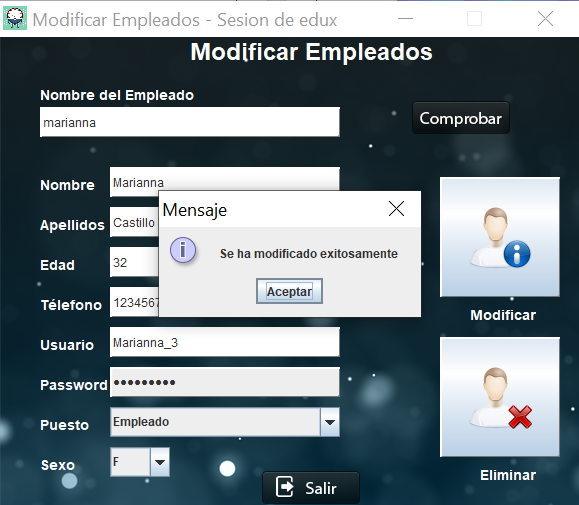 Modificar Empleados - Sesion de edux
Modificar Empleados
Nombre del Empleado
marianna
Comprobar
Nombre
Marianna
Apellidos
Castillo
Edad
32
Télefono
1234567
Usuario
Marianna_3
Password
•••••••••
Puesto
Empleado
Sexo
F
Mensaje
Se ha modificado exitosamente
Aceptar
Modificar
Eliminar
Salir